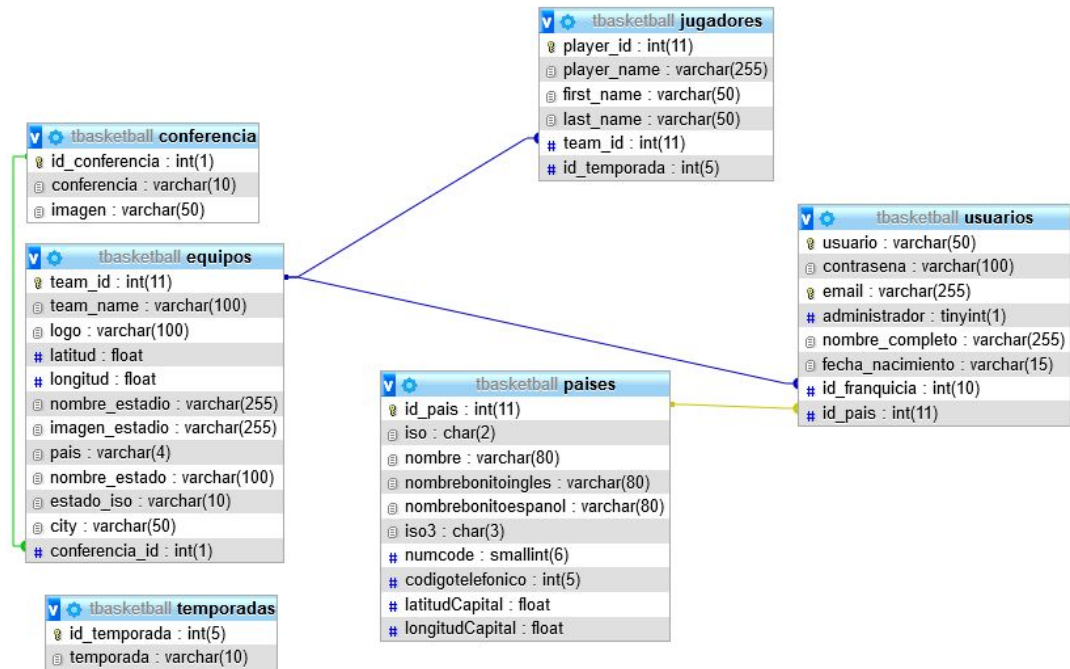 tbasketball jugadores
player_id : int(11)
player_name : varchar(255)
first_name : varchar(50)
last_name : varchar(50)
team_id : int(11)
id_temporada : int(5)
tbasketball conferencia
id_conferencia : int(1)
conferencia : varchar(10)
imagen : varchar(50)
tbasketball equipos
team_id : int(11)
team_name : varchar(100)
logo : varchar(100)
latitud : float
longitud : float
nombre_estadio : varchar(255)
imagen_estadio : varchar(255)
pais : varchar(4)
nombre_estado : varchar(100)
estado_iso : varchar(10)
city : varchar(50)
conferencia_id : int(1)
tbasketball usuarios
usuario : varchar(50)
contrasena : varchar(100)
email : varchar(255)
administrador : tinyint(1)
nombre_completo : varchar(255)
fecha_nacimiento : varchar(15)
id_franquicia : int(10)
id_pais : int(11)
tbasketball paises
id_pais : int(11)
iso : char(2)
nombre : varchar(80)
nombrebonitoingles : varchar(80)
nombrebonitoespanol : varchar(80)
iso3 : char(3)
numcode : smallint(6)
codigotelefonico : int(5)
latitudCapital : float
longitudCapital : float
tbasketball temporadas
id_temporada : int(5)
temporada : varchar(10)